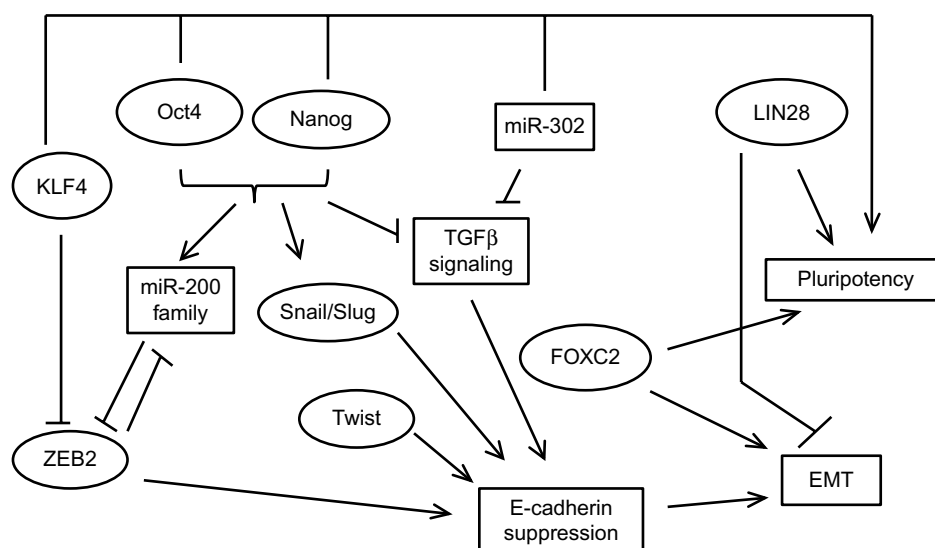 Oct4
Nanog
miR-302
LIN28
KLF4
TGFβ
signaling
miR-200
family
Pluripotency
Snail/Slug
FOXC2
Twist
ZEB2
EMT
E-cadherin
suppression